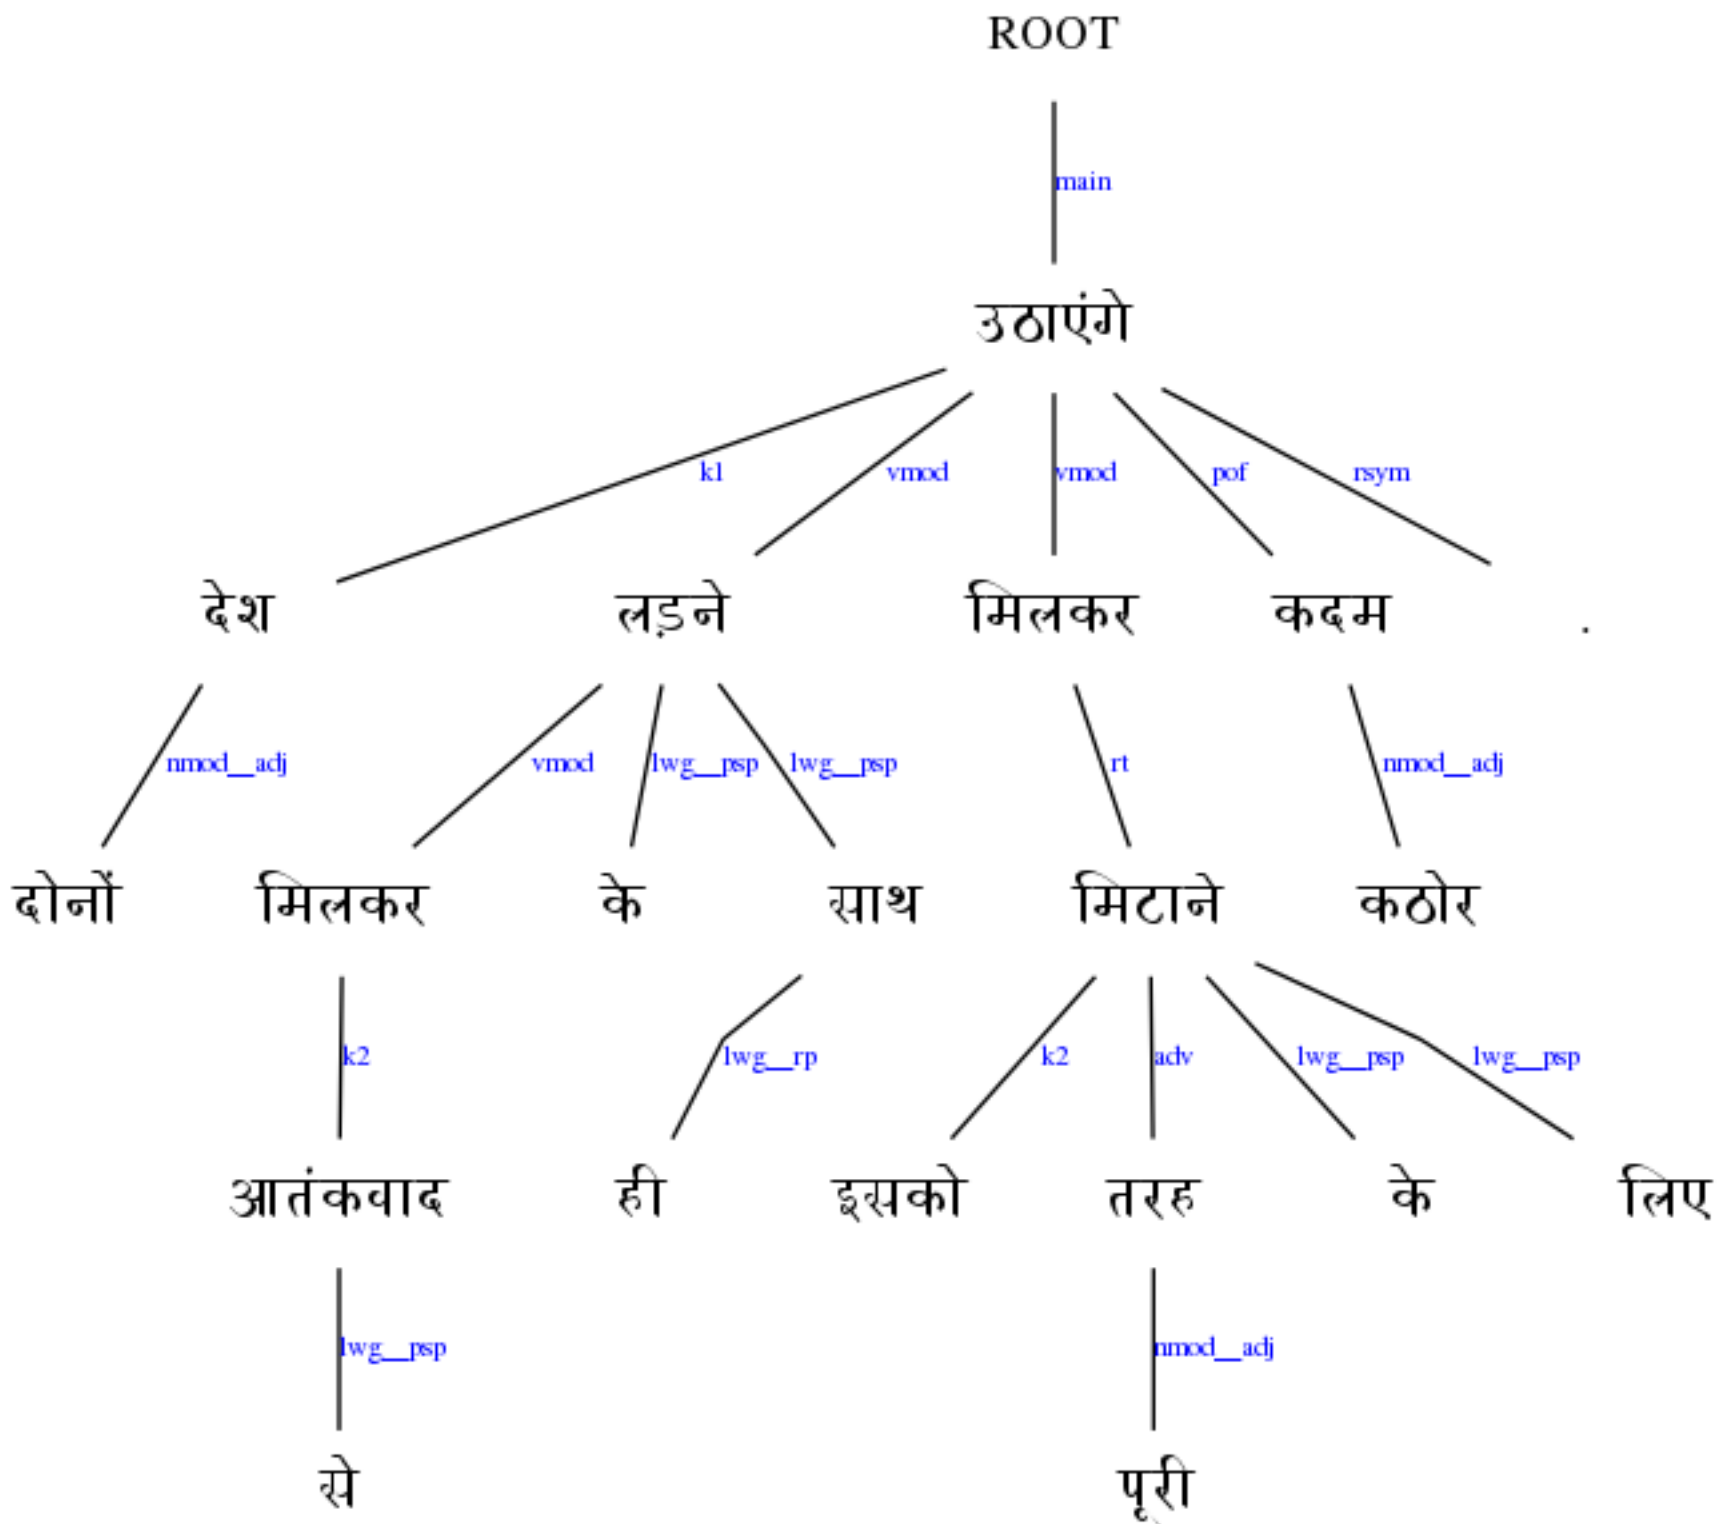 ROOT
main
उठाएंगे
k1 vmod vmod pof rsym
देश लड़ने मिलकर कदम .
nmod__adj vmod lwg__psp lwg__psp rt nmod__adj
दोनों मिलकर के साथ मिटाने कठोर
k2 lwg__rp k2 adv lwg__psp lwg__psp
आतंकवाद ही इसको तरह के लिए
lwg__psp nmod__adj
से पूरी